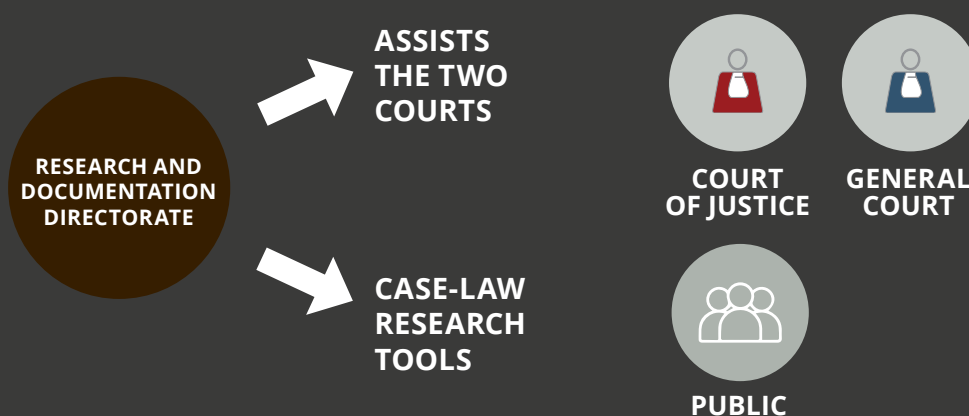 RESEARCH AND
DOCUMENTATION
DIRECTORATE
ASSISTS
THE TWO
COURTS
COURT
OF JUSTICE
GENERAL
COURT
CASE-LAW
RESEARCH
TOOLS
PUBLIC